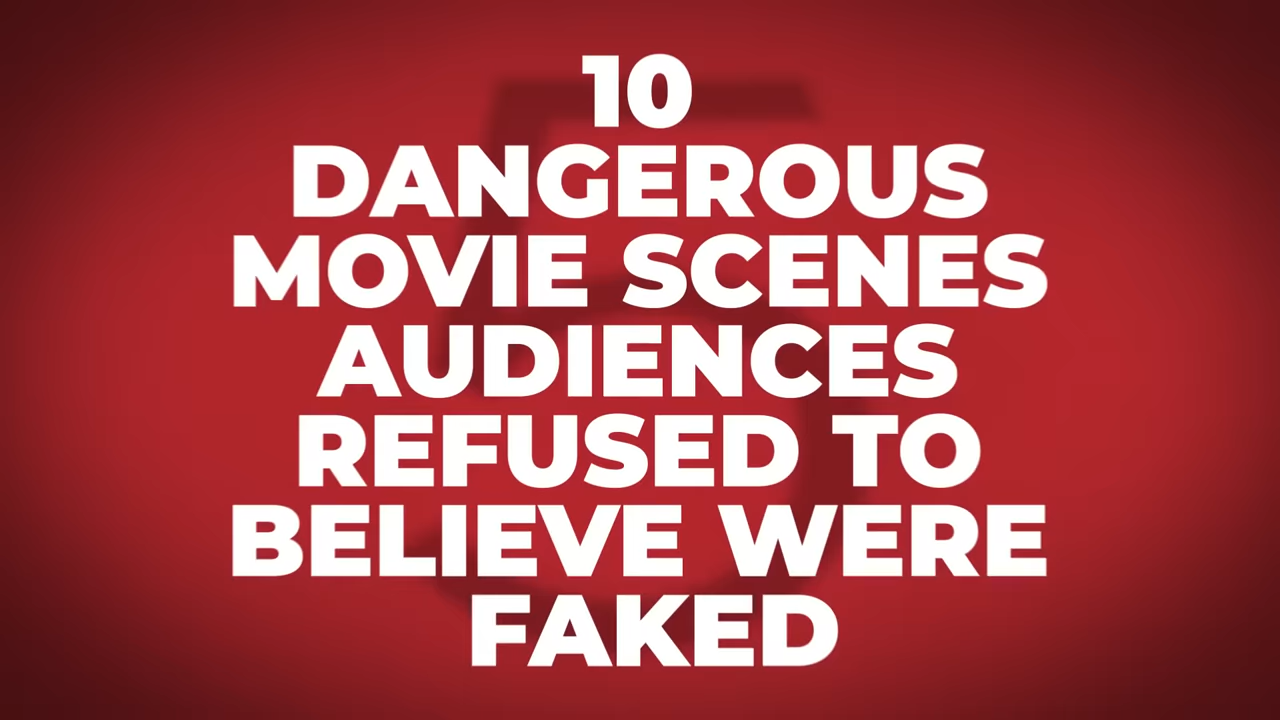 10
DANGEROUS
MOVIE SCENES
AUDIENCES
REFUSED TO
BELIEVE WERE
FAKED